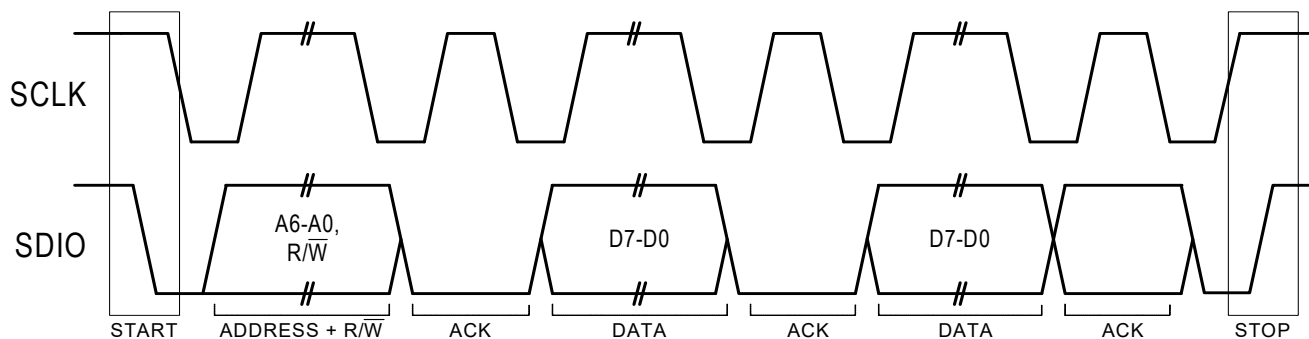 SCLK
SDIO
A6-A0,
R/W̅
D7-D0
D7-D0
START
ADDRESS + R/W̅
ACK
DATA
ACK
DATA
ACK
STOP